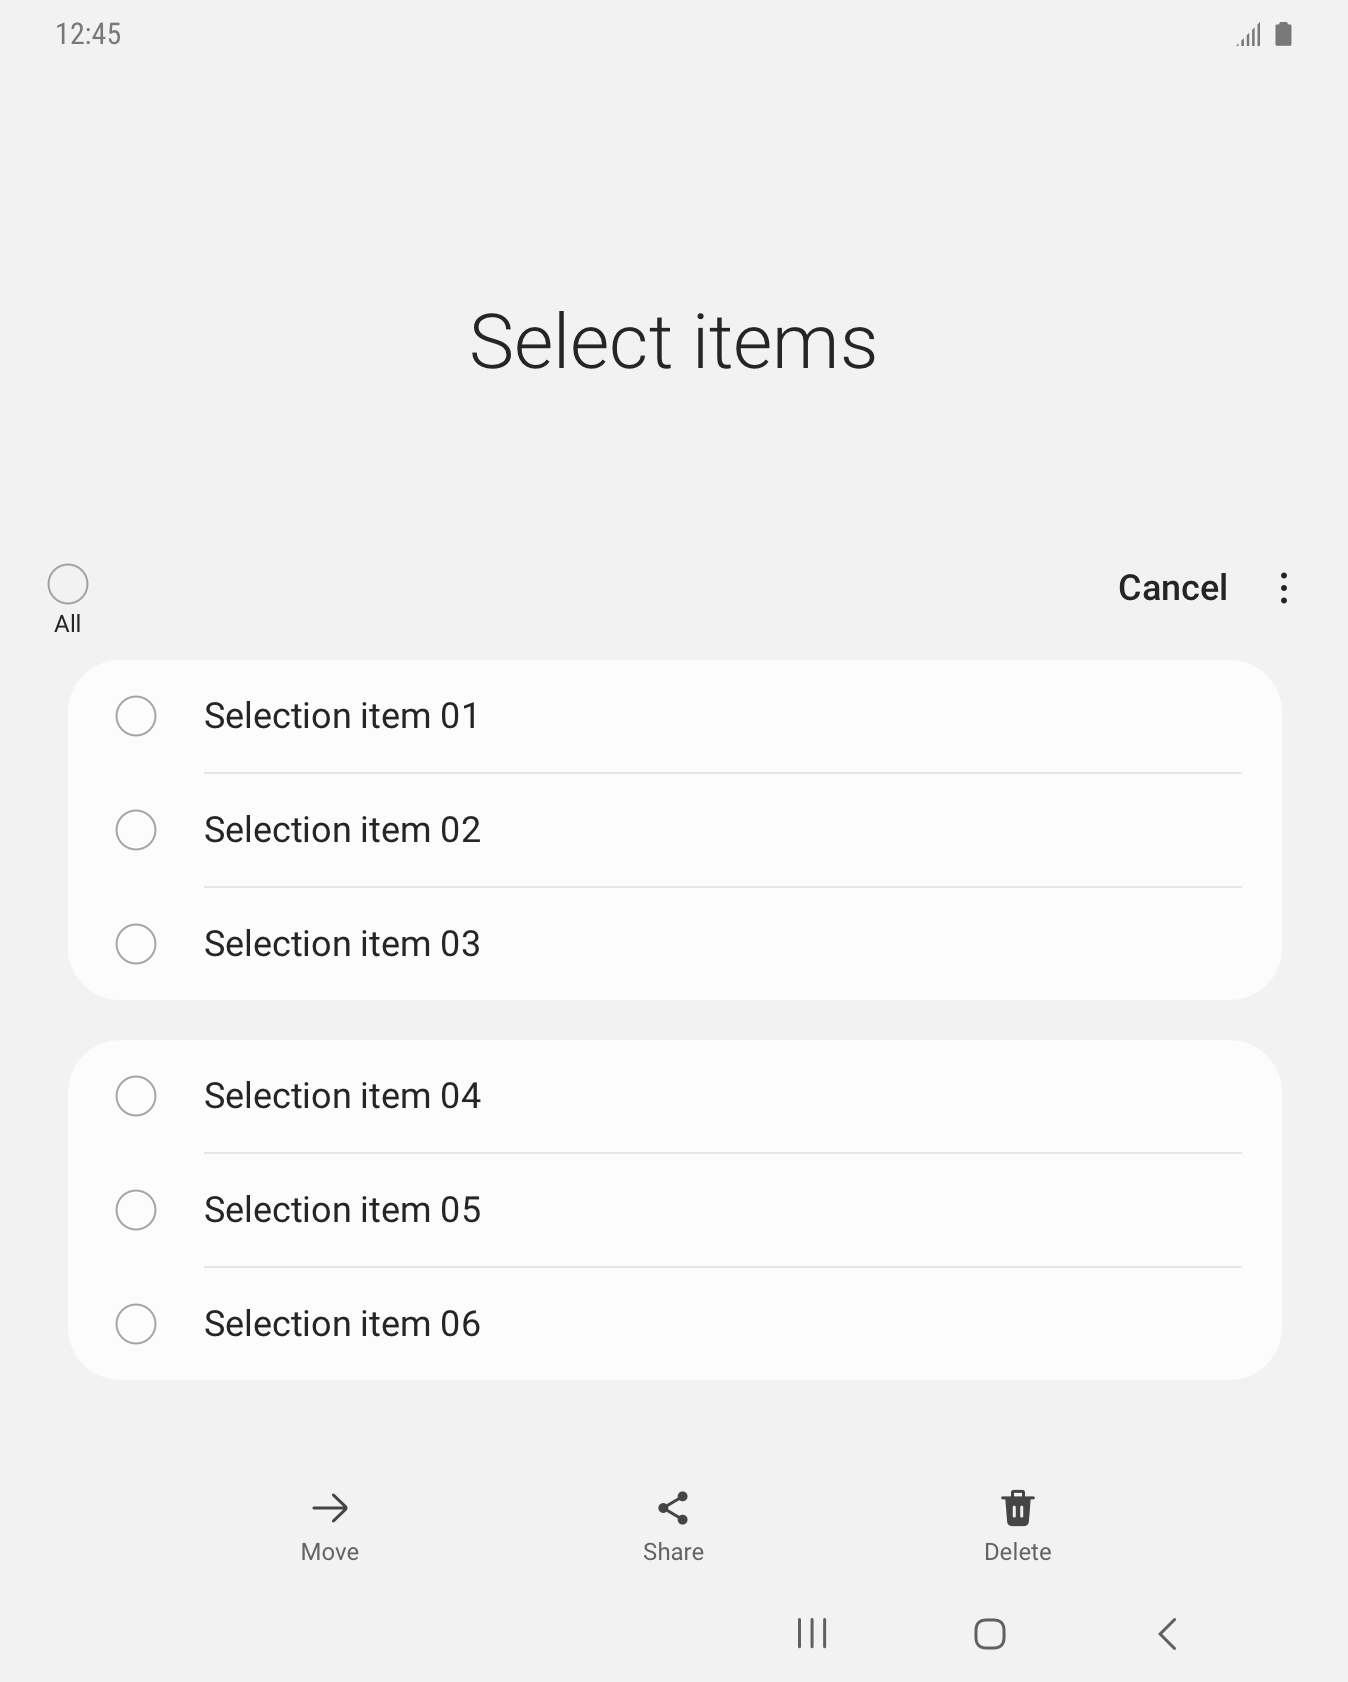 12:45
Select items
All
Cancel
Selection item 01
Selection item 02
Selection item 03
Selection item 04
Selection item 05
Selection item 06
Move
Share
Delete